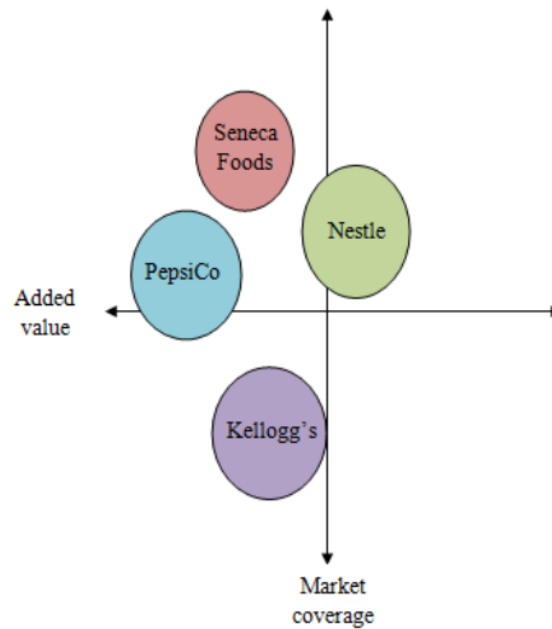 Seneca
Foods
Nestle
PepsiCo
Added
value
Kellogg’s
Market
coverage